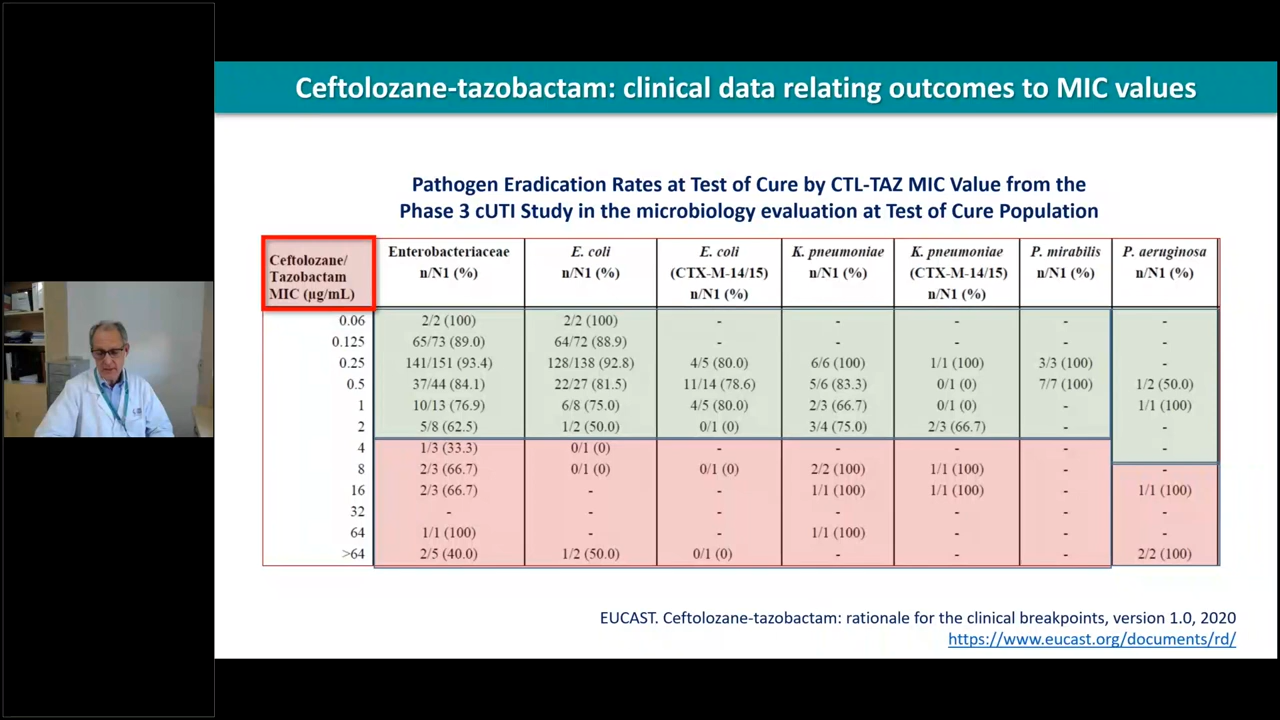 Ceftolozane-tazobactam: clinical data relating outcomes to MIC values
Pathogen Eradication Rates at Test of Cure by CTL-TAZ MIC Value from the
Phase 3 cUTI Study in the microbiology evaluation at Test of Cure Population
Ceftolozane/ Tazobactam MIC (µg/mL) Enterobacteriaceae n/N1 (%) E. coli n/N1 (%) E. coli (CTX-M-14/15) n/N1 (%) K. pneumoniae n/N1 (%) K. pneumoniae (CTX-M-14/15) n/N1 (%) P. mirabilis n/N1 (%) P. aeruginosa n/N1 (%)
0.06 2/2 (100) 2/2 (100) - - - - -
0.125 65/73 (89.0) 64/72 (88.9) - - - - -
0.25 141/151 (93.4) 128/138 (92.8) 4/5 (80.0) 6/6 (100) 1/1 (100) 3/3 (100) -
0.5 37/44 (84.1) 22/27 (81.5) 11/14 (78.6) 5/6 (83.3) 0/1 (0) 7/7 (100) 1/2 (50.0)
1 10/13 (76.9) 6/8 (75.0) 4/5 (80.0) 2/3 (66.7) 0/1 (0) - 1/1 (100)
2 5/8 (62.5) 1/2 (50.0) 0/1 (0) 3/4 (75.0) 2/3 (66.7) - -
4 1/3 (33.3) 0/1 (0) - - - - -
8 2/3 (66.7) 0/1 (0) 0/1 (0) 2/2 (100) 1/1 (100) - -
16 2/3 (66.7) - - 1/1 (100) 1/1 (100) - 1/1 (100)
32 - - - - - - -
64 1/1 (100) - - 1/1 (100) - - -
>64 2/5 (40.0) 1/2 (50.0) 0/1 (0) - - - 2/2 (100)
EUCAST. Ceftolozane-tazobactam: rationale for the clinical breakpoints, version 1.0, 2020
https://www.eucast.org/documents/rd/